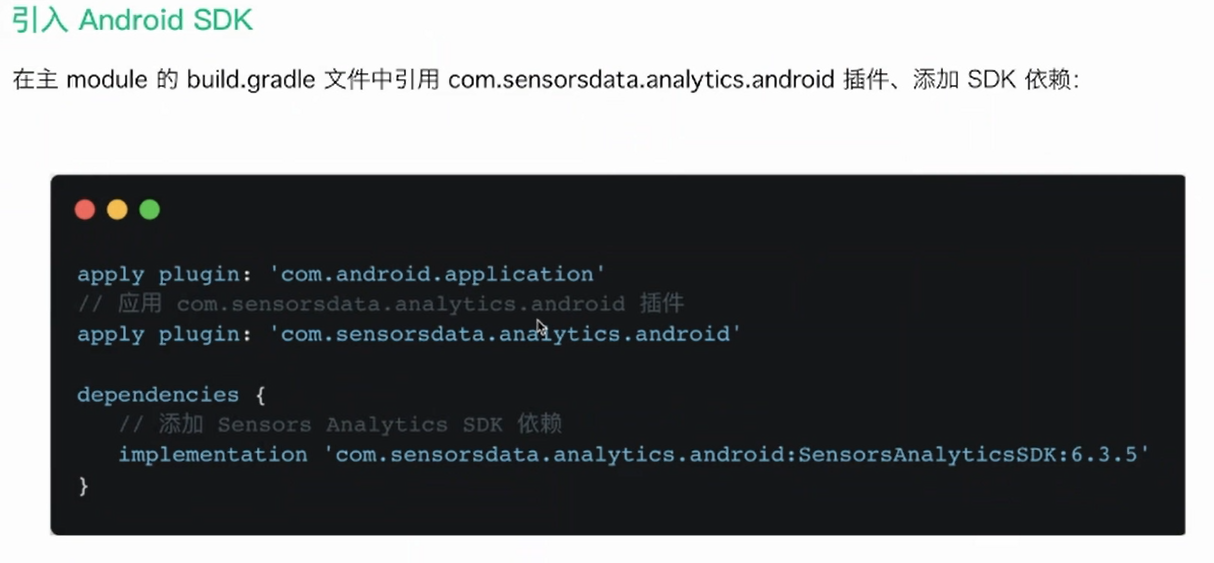 引入 Android SDK
在主 module 的 build.gradle 文件中引用 com.sensorsdata.analytics.android 插件、添加 SDK 依赖：
apply plugin: 'com.android.application'
// 应用 com.sensorsdata.analytics.android 插件
apply plugin: 'com.sensorsdata.analytics.android'
dependencies {
// 添加 Sensors Analytics SDK 依赖
implementation 'com.sensorsdata.analytics.android:SensorsAnalyticsSDK:6.3.5'
}